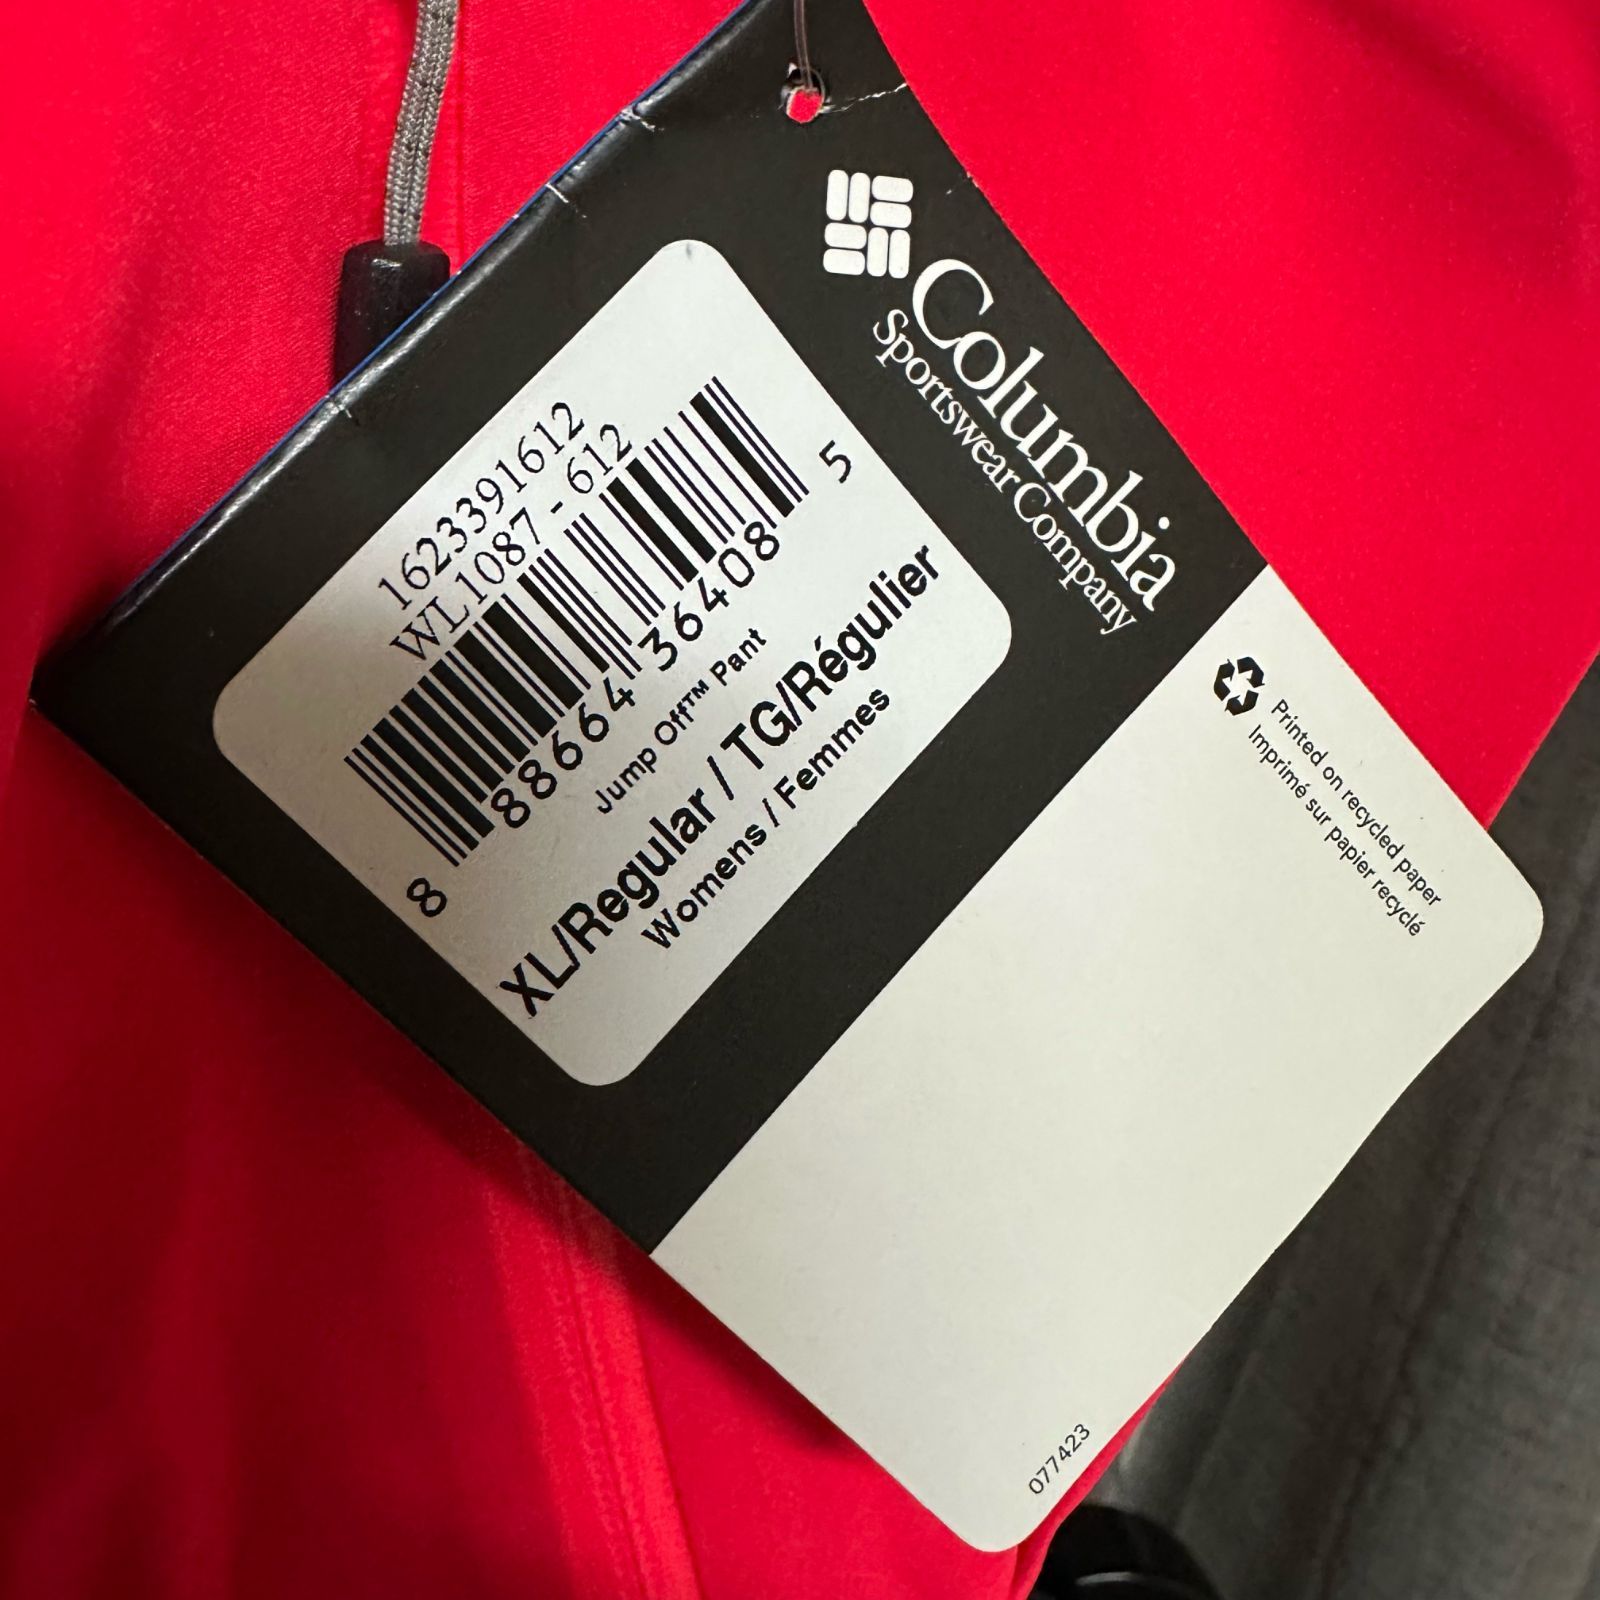 Columbia
Sportswear Company
1623391612
WL1087 - 612
8 88664 36408 5
Jump Off™ Pant
XL/Regular / TG/Régulier
Womens / Femmes
Printed on recycled paper
Imprimé sur papier recyclé
077423